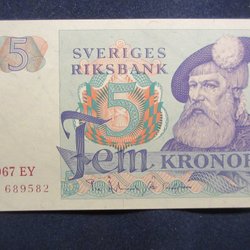 5
SVERIGES
RIKSBANK
5
Fem KRONOR
967 EY
689582